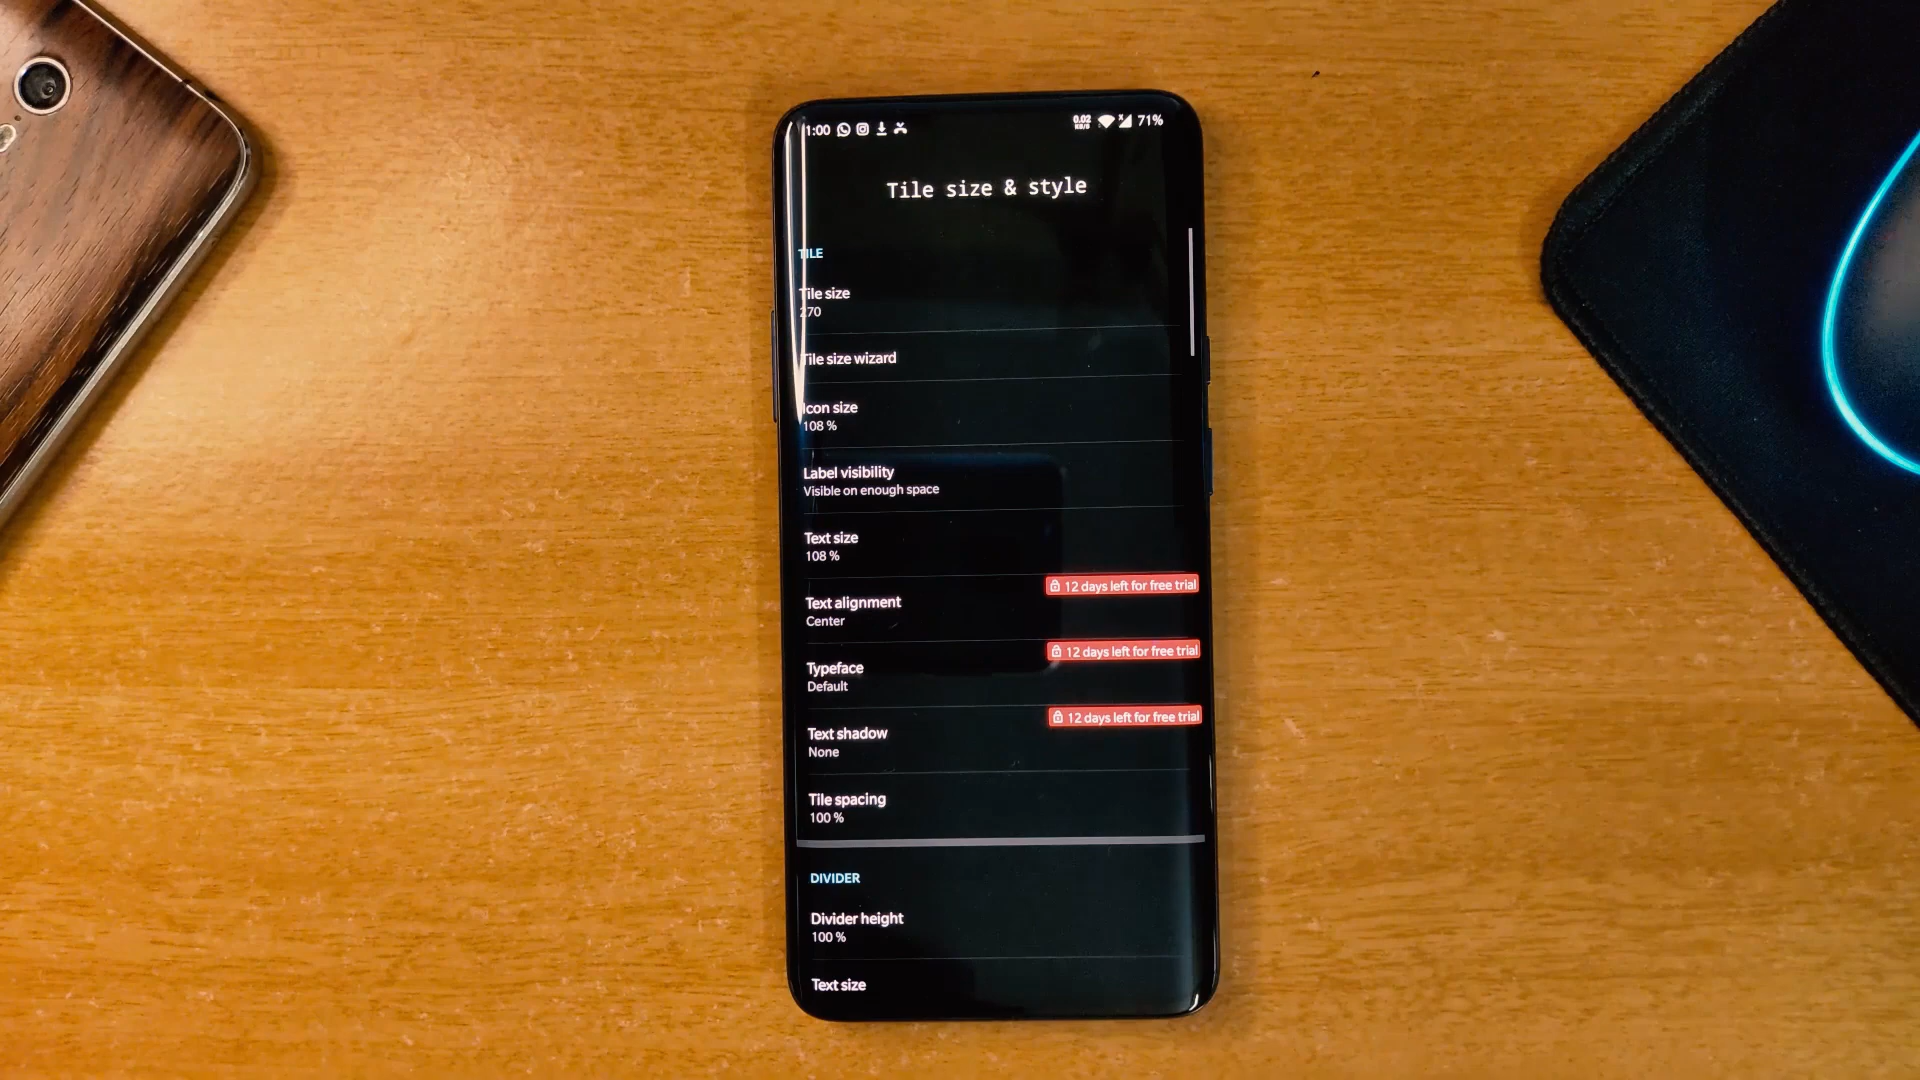 1:00 0.02 KB/S 71%
Tile size & style
TILE
Tile size
270
Tile size wizard
Icon size
108 %
Label visibility
Visible on enough space
Text size
108 %
12 days left for free trial
Text alignment
Center
12 days left for free trial
Typeface
Default
12 days left for free trial
Text shadow
None
Tile spacing
100 %
DIVIDER
Divider height
100 %
Text size